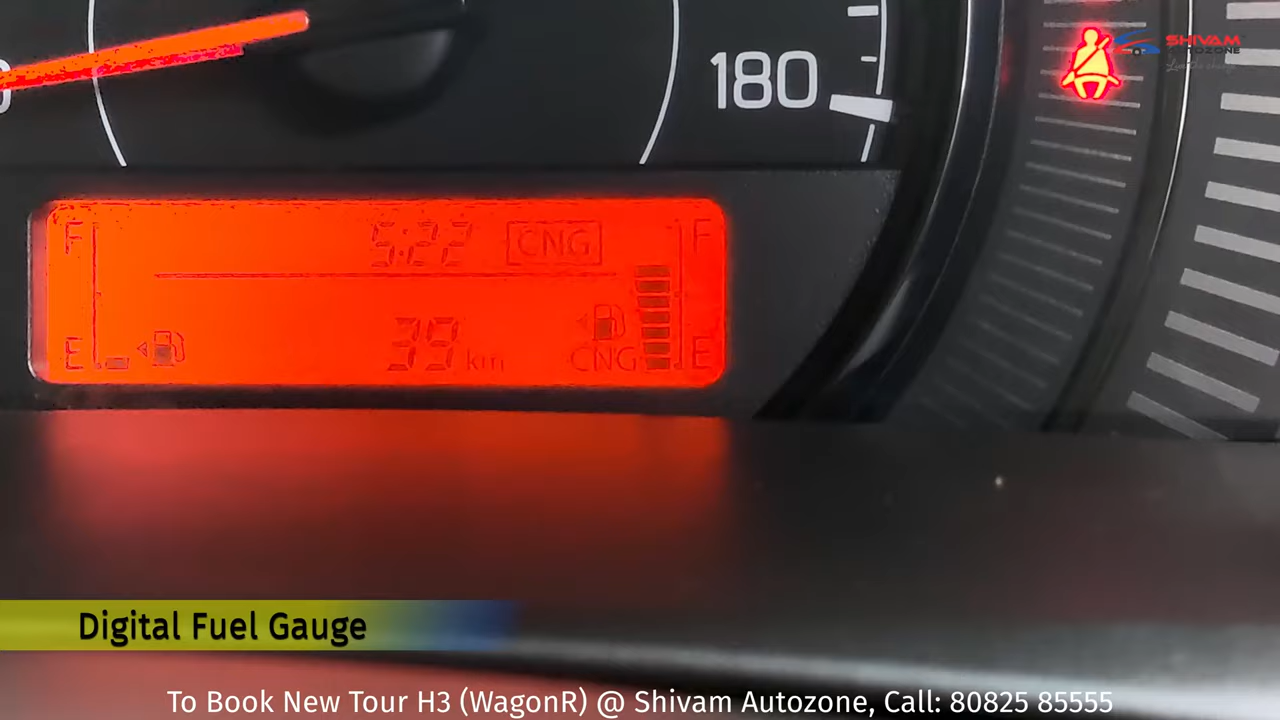 180
SHIVAM
AUTOZONE
F 5:22 CNG F
E 39 km CNG E
Digital Fuel Gauge
To Book New Tour H3 (WagonR) @ Shivam Autozone, Call: 80825 85555